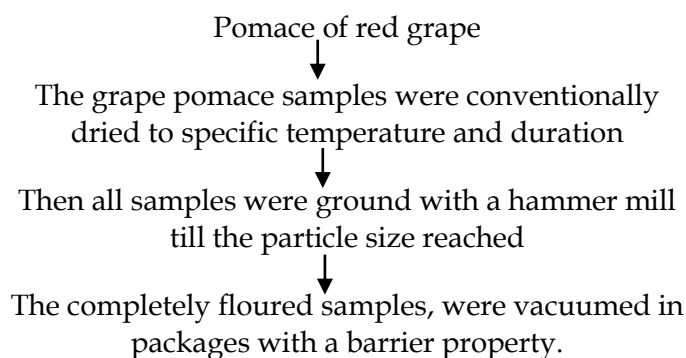 Pomace of red grape
The grape pomace samples were conventionally
dried to specific temperature and duration
Then all samples were ground with a hammer mill
till the particle size reached
The completely floured samples, were vacuumed in
packages with a barrier property.